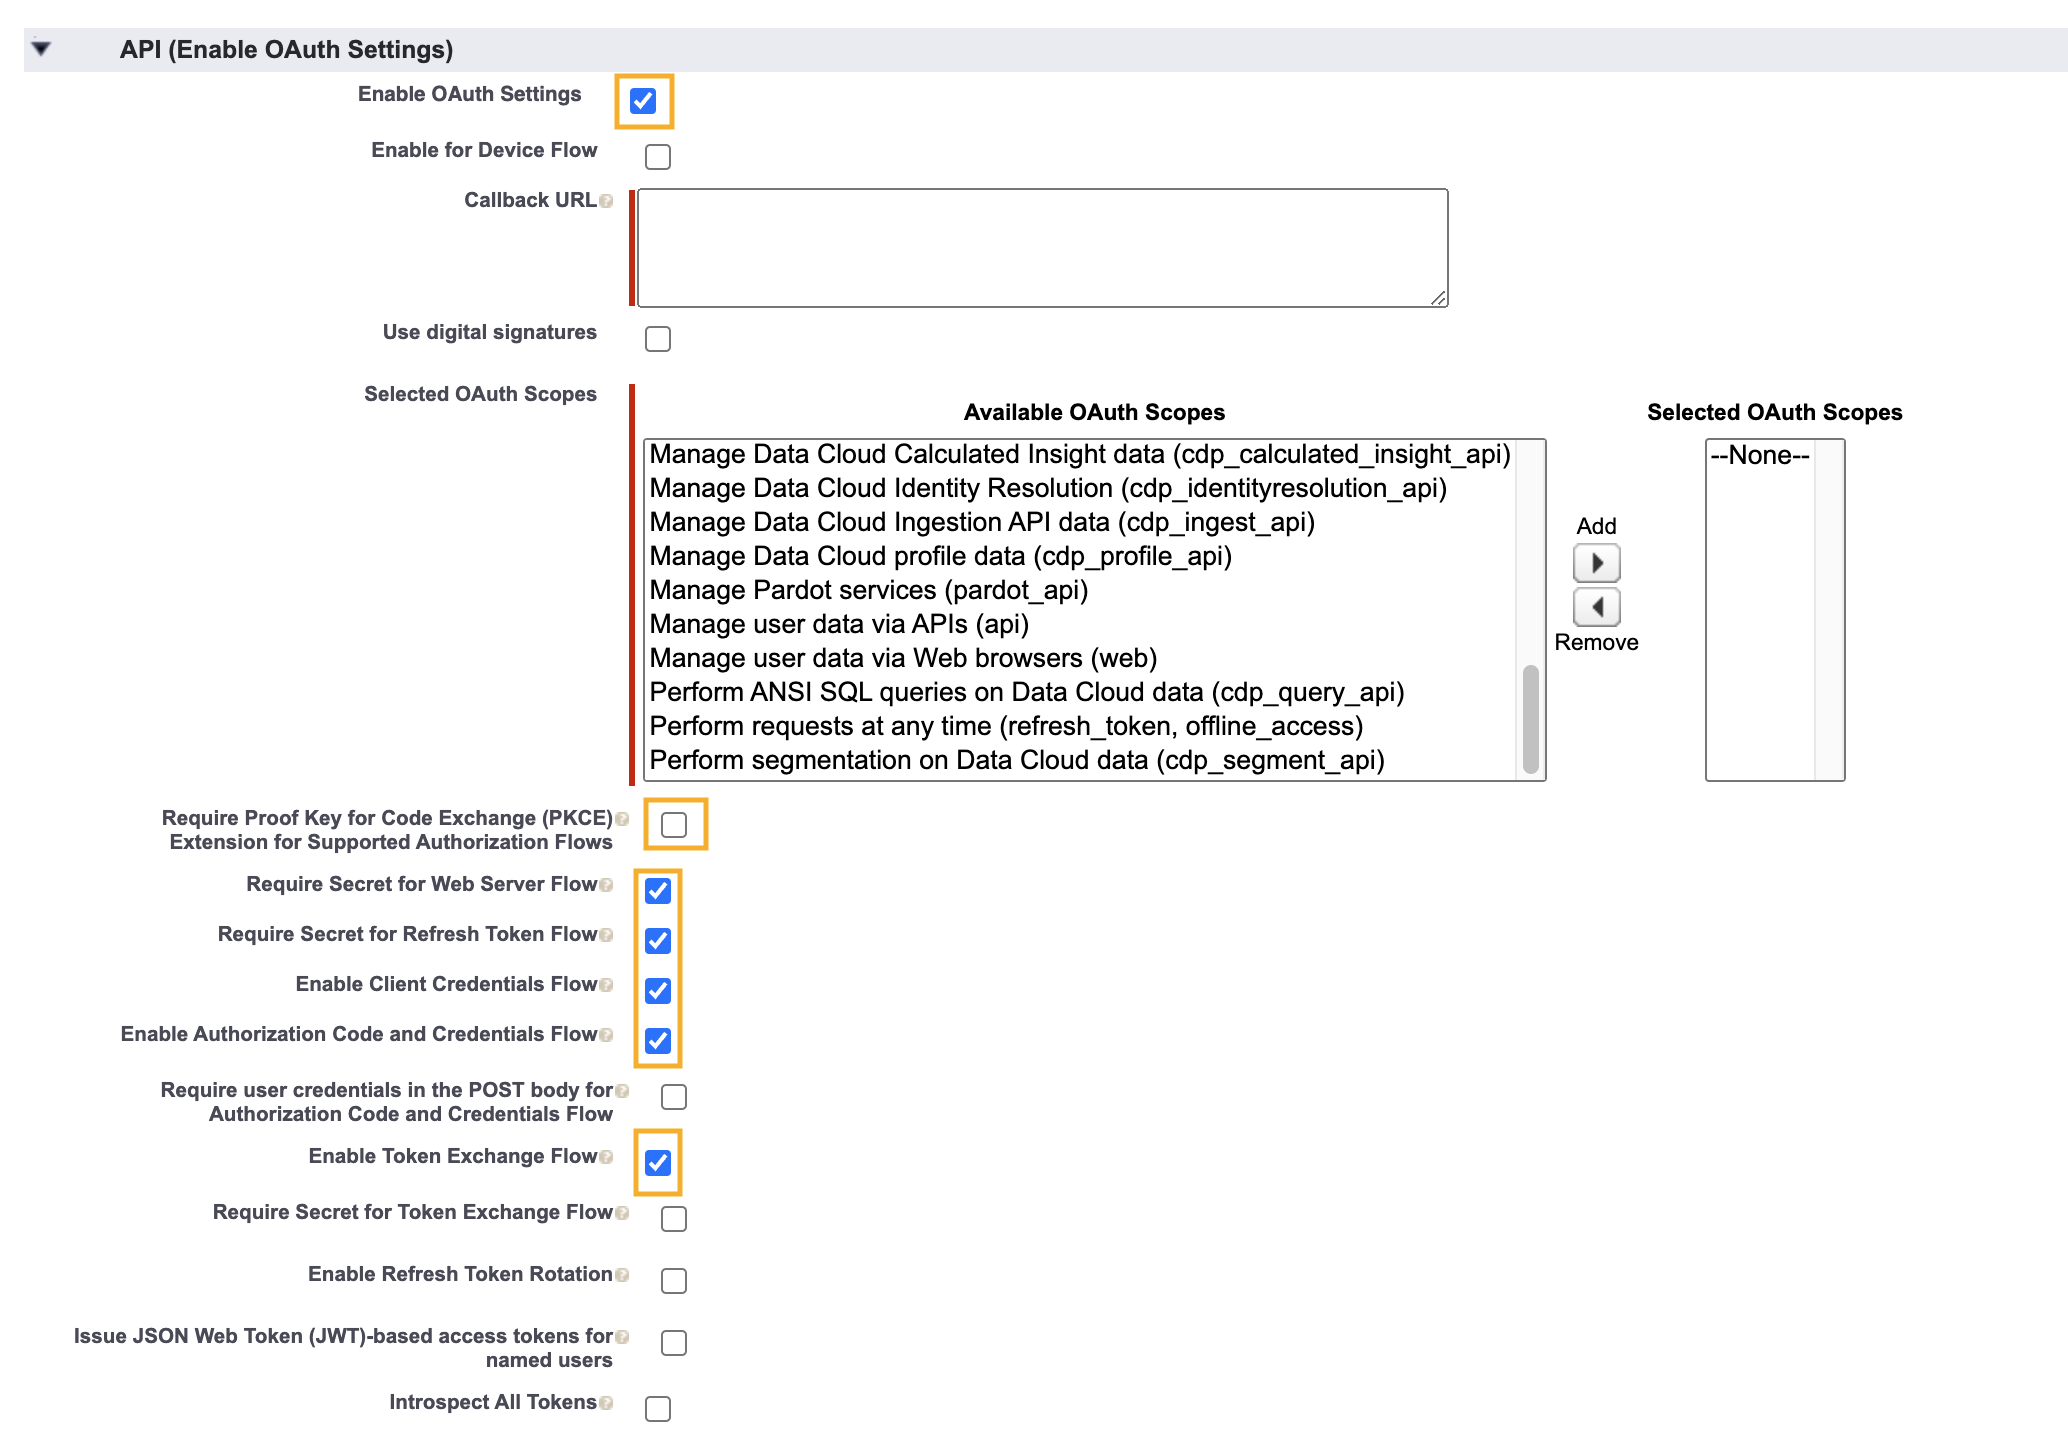 API (Enable OAuth Settings)
Enable OAuth Settings
Enable for Device Flow
Callback URL
Use digital signatures
Selected OAuth Scopes
Available OAuth Scopes
Manage Data Cloud Calculated Insight data (cdp_calculated_insight_api)
Manage Data Cloud Identity Resolution (cdp_identityresolution_api)
Manage Data Cloud Ingestion API data (cdp_ingest_api)
Manage Data Cloud profile data (cdp_profile_api)
Manage Pardot services (pardot_api)
Manage user data via APIs (api)
Manage user data via Web browsers (web)
Perform ANSI SQL queries on Data Cloud data (cdp_query_api)
Perform requests at any time (refresh_token, offline_access)
Perform segmentation on Data Cloud data (cdp_segment_api)
Add
Remove
Selected OAuth Scopes
--None--
Require Proof Key for Code Exchange (PKCE)
Extension for Supported Authorization Flows
Require Secret for Web Server Flow
Require Secret for Refresh Token Flow
Enable Client Credentials Flow
Enable Authorization Code and Credentials Flow
Require user credentials in the POST body for
Authorization Code and Credentials Flow
Enable Token Exchange Flow
Require Secret for Token Exchange Flow
Enable Refresh Token Rotation
Issue JSON Web Token (JWT)-based access tokens for
named users
Introspect All Tokens